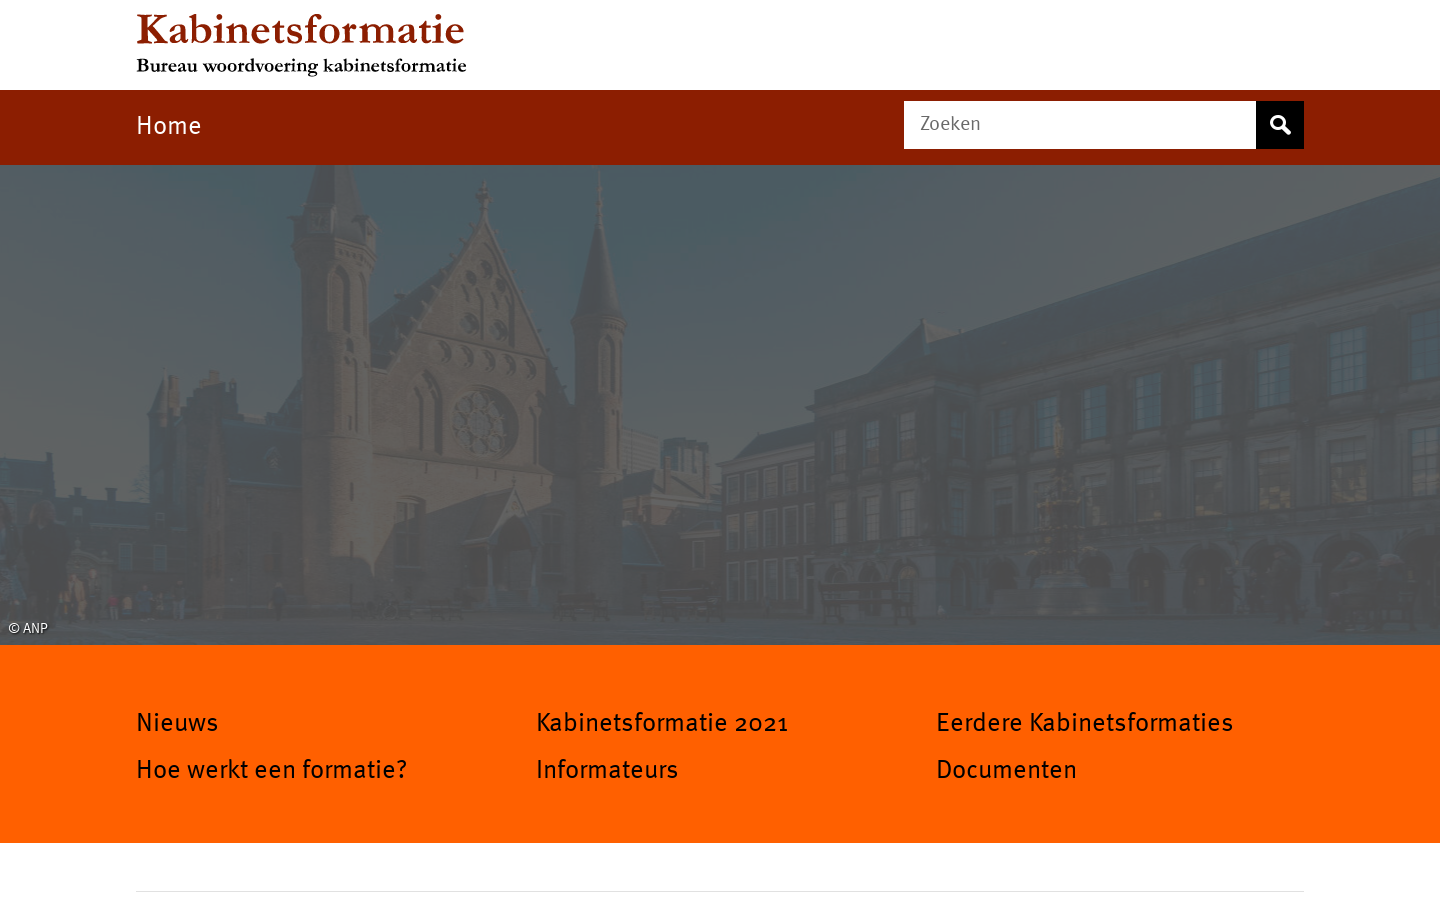 Kabinetsformatie
Bureau woordvoering kabinetsformatie
Home
Zoeken
© ANP
Nieuws
Kabinetsformatie 2021
Eerdere Kabinetsformaties
Hoe werkt een formatie?
Informateurs
Documenten